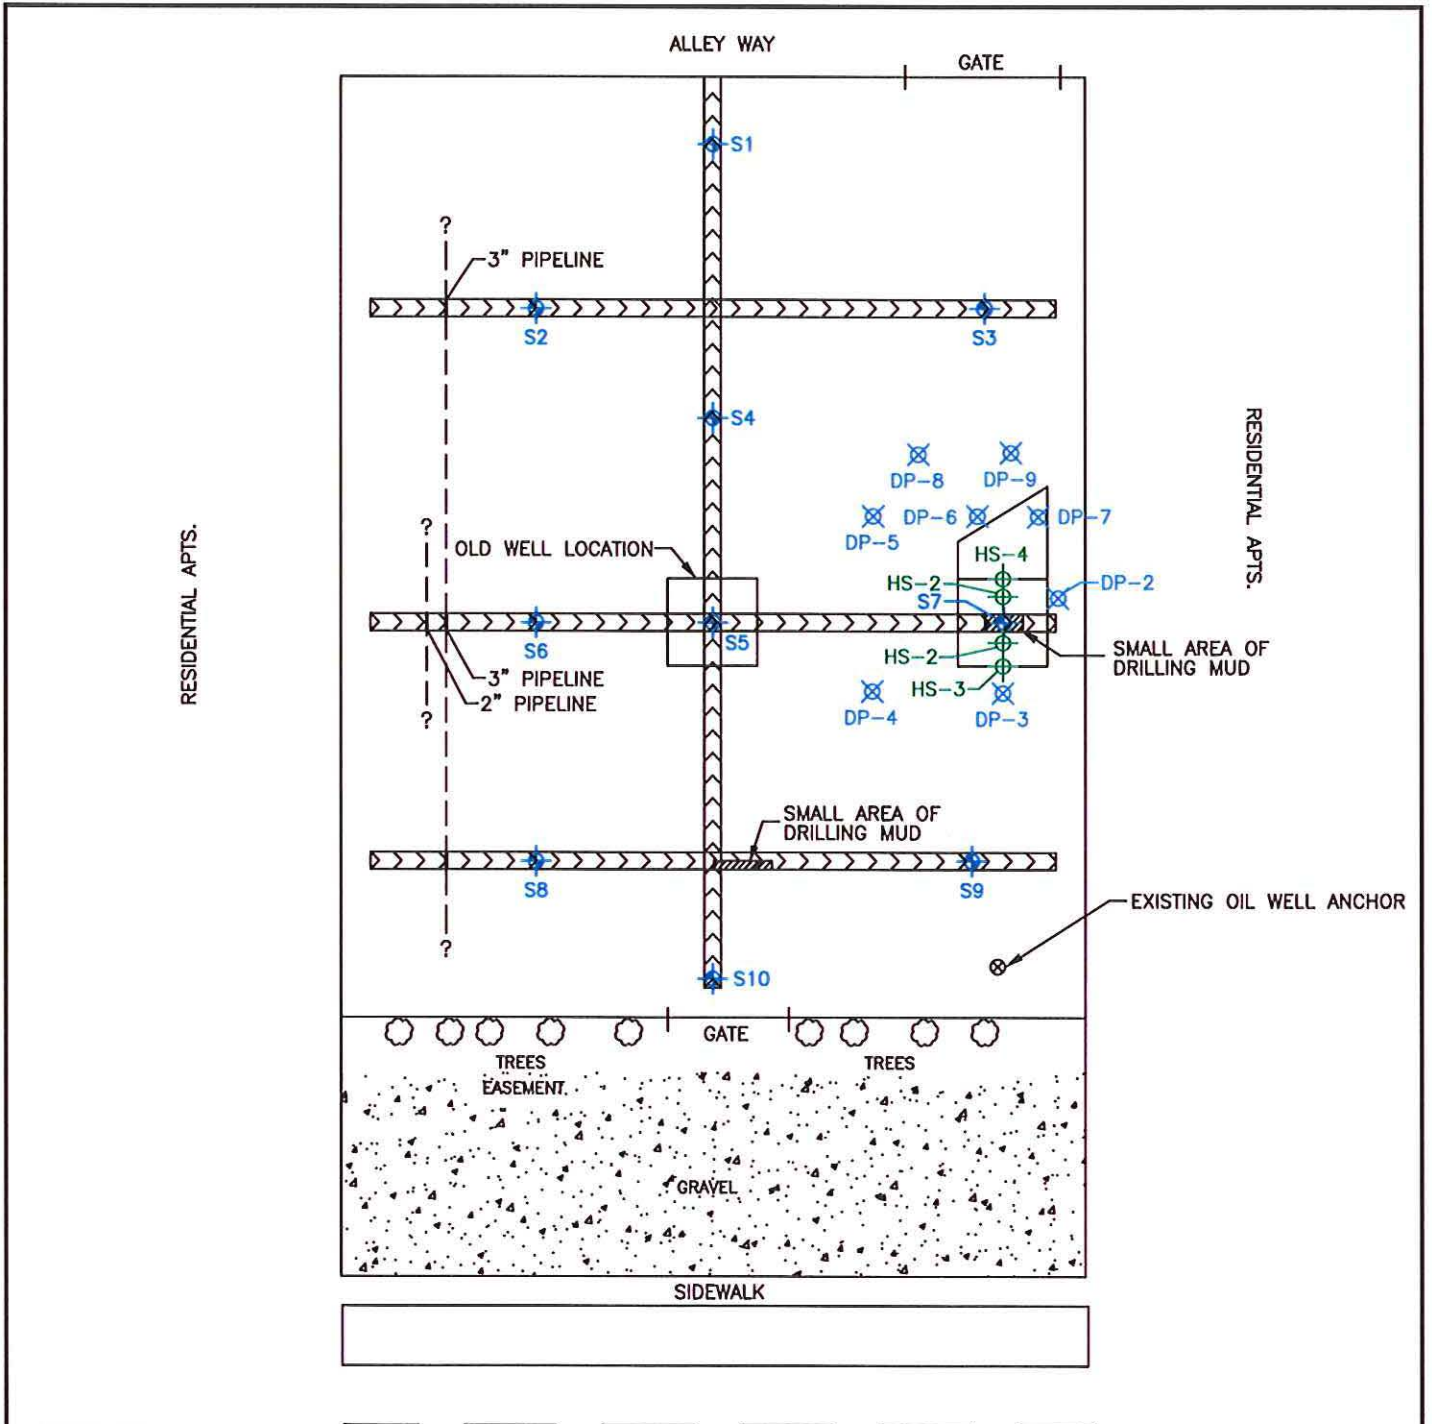 ALLEY WAY
GATE
S1
?
3" PIPELINE
S2
S3
S4
RESIDENTIAL APTS.
DP-8
DP-9
DP-5
DP-6
DP-7
?
OLD WELL LOCATION
HS-4
HS-2
DP-2
S7
RESIDENTIAL APTS.
S6
S5
SMALL AREA OF
DRILLING MUD
HS-2
3" PIPELINE
HS-3
2" PIPELINE
?
DP-4
DP-3
SMALL AREA OF
DRILLING MUD
S8
S9
EXISTING OIL WELL ANCHOR
?
S10
GATE
TREES
TREES
EASEMENT
GRAVEL
SIDEWALK